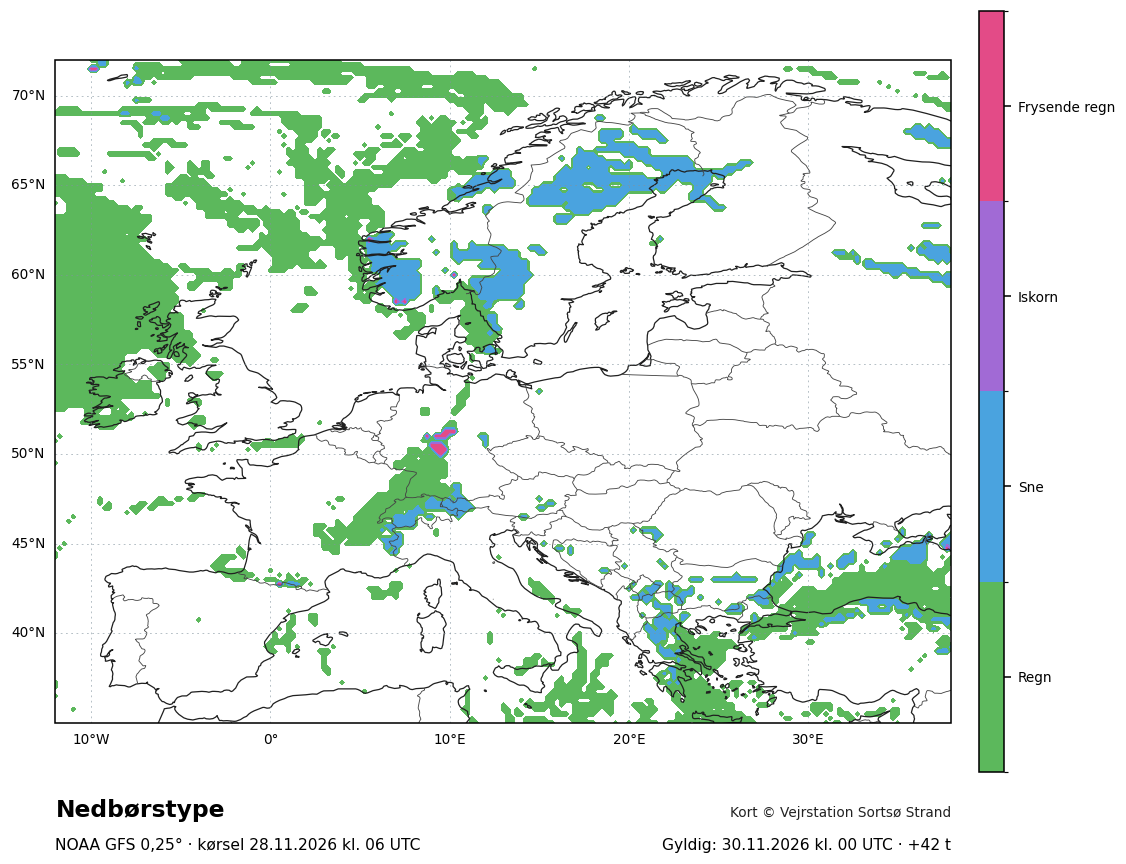 70°N
65°N
60°N
55°N
50°N
45°N
40°N
10°W
0°
10°E
20°E
30°E
Frysende regn
Iskorn
Sne
Regn
Nedbørstype
Kort © Vejrstation Sortsø Strand
NOAA GFS 0,25° · kørsel 28.11.2026 kl. 06 UTC
Gyldig: 30.11.2026 kl. 00 UTC · +42 t